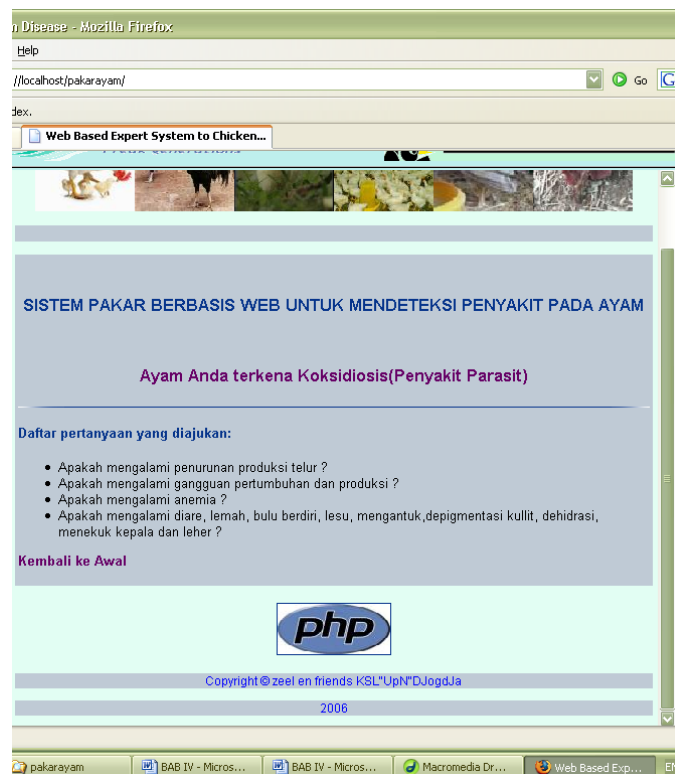 n Disease - Mozilla Firefox
Help
//localhost/pakarayam/
Go
G
dex.
Web Based Expert System to Chicken...
SISTEM PAKAR BERBASIS WEB UNTUK MENDETEKSI PENYAKIT PADA AYAM
Ayam Anda terkena Koksidiosis(Penyakit Parasit)
Daftar pertanyaan yang diajukan:
Apakah mengalami penurunan produksi telur ?
Apakah mengalami gangguan pertumbuhan dan produksi ?
Apakah mengalami anemia ?
Apakah mengalami diare, lemah, bulu berdiri, lesu, mengantuk,depigmentasi kullit, dehidrasi,
menekuk kepala dan leher ?
Kembali ke Awal
php
Copyright © zeel en friends KSL"UpN"DJogdJa
2006
pakarayam
BAB IV - Micros...
BAB IV - Micros...
Macromedia Dr...
Web Based Exp...
EN